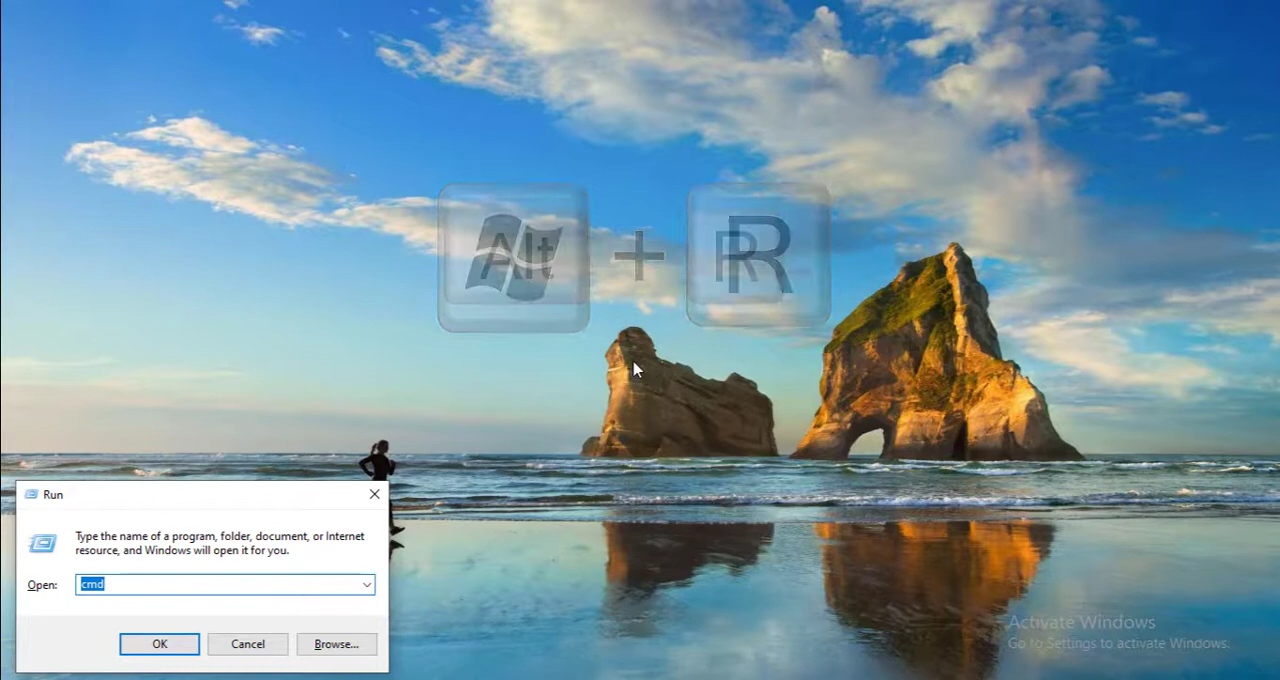 Alt + R
R
Run
Type the name of a program, folder, document, or Internet
resource, and Windows will open it for you.
Open: cmd
OK Cancel Browse...
Activate Windows
Go to Settings to activate Windows.